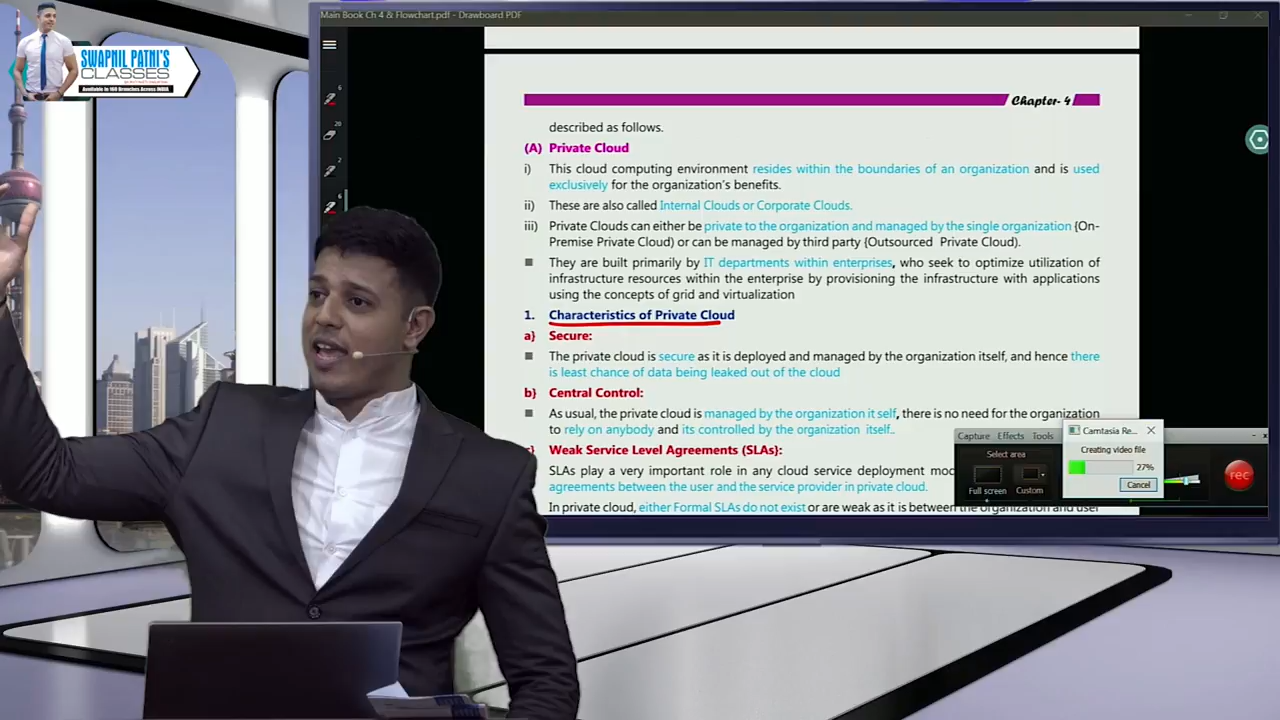 Main Book Ch 4 & Flowchart.pdf - Drawboard PDF
SWAPNIL PATNI'S
CLASSES
Available In 160 Branches Across INDIA
Chapter- 4
described as follows.
(A) Private Cloud
i) This cloud computing environment resides within the boundaries of an organization and is used
exclusively for the organization's benefits.
ii) These are also called Internal Clouds or Corporate Clouds.
iii) Private Clouds can either be private to the organization and managed by the single organization {On-
Premise Private Cloud) or can be managed by third party {Outsourced Private Cloud).
■ They are built primarily by IT departments within enterprises, who seek to optimize utilization of
infrastructure resources within the enterprise by provisioning the infrastructure with applications
using the concepts of grid and virtualization
1. Characteristics of Private Cloud
a} Secure:
■ The private cloud is secure as it is deployed and managed by the organization itself, and hence there
is least chance of data being leaked out of the cloud
b} Central Control:
■ As usual, the private cloud is managed by the organization it self, there is no need for the organization
to rely on anybody and its controlled by the organization itself..
Weak Service Level Agreements (SLAs}:
SLAs play a very important role in any cloud service deployment
agreements between the user and the service provider in private cloud.
In private cloud, either Formal SLAs do not exist or are weak as it is between the organization and user
Capture Effects Tools
Select area
Full screen
Custom
rec
Camtasia Re...
Creating video file
27%
Cancel
6
20
2
6